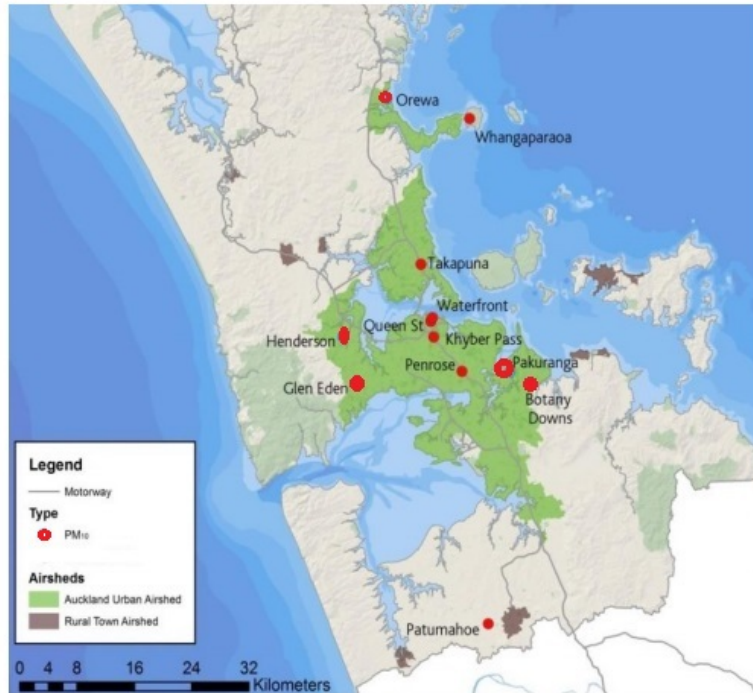 Orewa
Whangaparaoa
Takapuna
Waterfront
Queen St
Khyber Pass
Henderson
Penrose
Pakuranga
Glen Eden
Botany
Downs
Legend
Motorway
Type
PM₁₀
Airsheds
Auckland Urban Airshed
Rural Town Airshed
Patumahoe
0 4 8 16 24 32
Kilometers